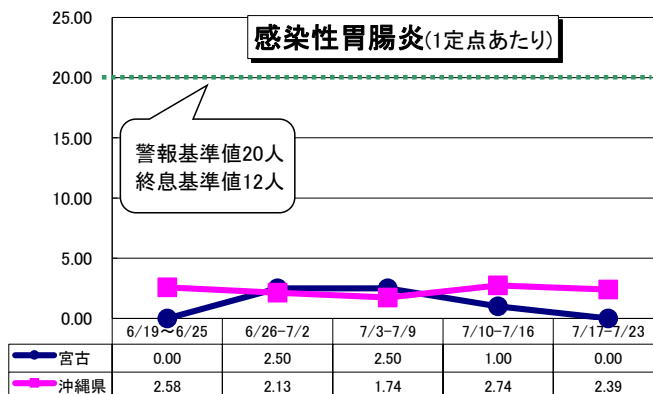 感染性胃腸炎(1定点あたり)
25.00
20.00
15.00
10.00
5.00
0.00
警報基準値20人
終息基準値12人
6/19～6/25 6/26-7/2 7/3-7/9 7/10-7/16 7/17-7/23
宮古 0.00 2.50 2.50 1.00 0.00
沖縄県 2.58 2.13 1.74 2.74 2.39